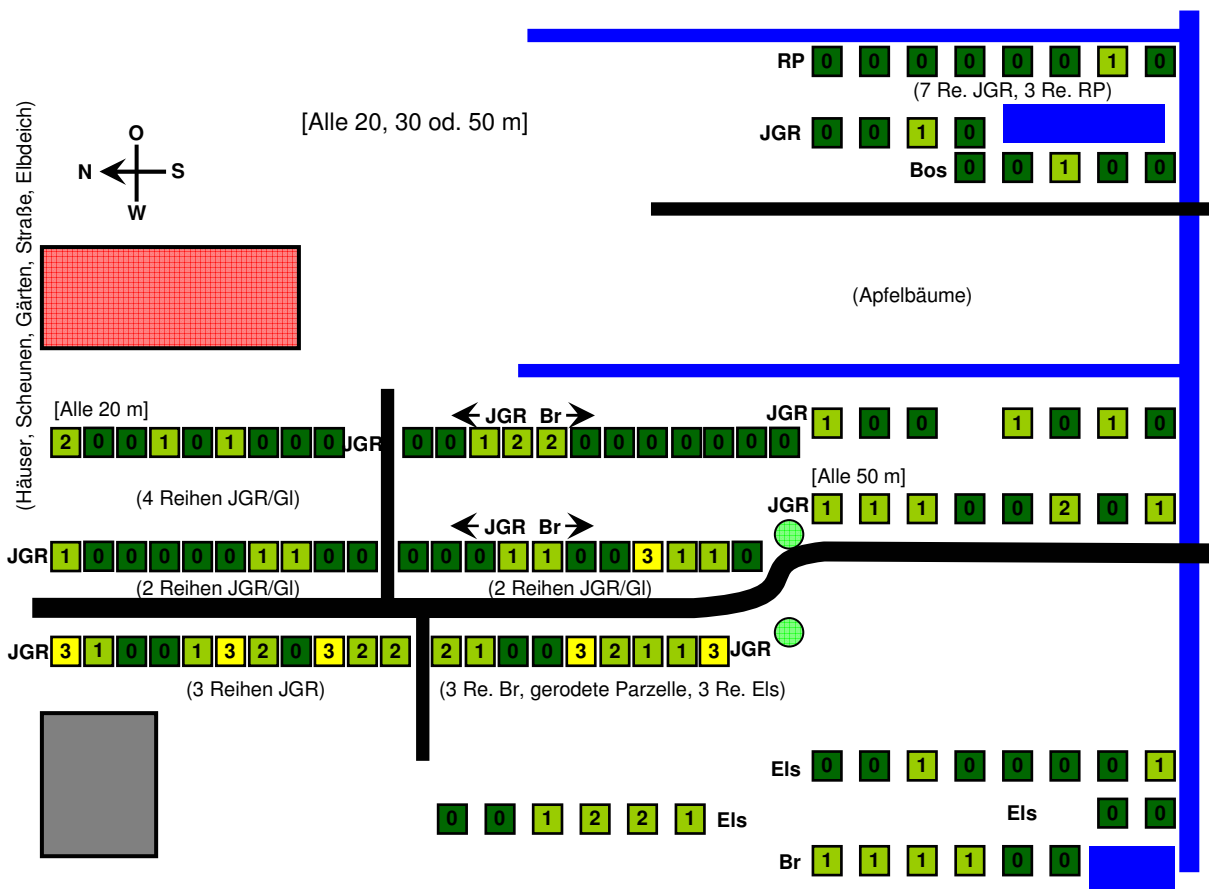 RP 0 0 0 0 0 0 1 0
(7 Re. JGR, 3 Re. RP)
[Alle 20, 30 od. 50 m]
JGR 0 0 1 0
Bos 0 0 1 0 0
O
N S
W
(Häuser, Scheunen, Gärten, Straße, Elbdeich)
(Apfelbäume)
[Alle 20 m]
JGR Br
JGR 1 0 0 1 0 1 0
2 0 0 1 0 1 0 0 0 JGR 0 0 1 2 2 0 0 0 0 0 0 0
[Alle 50 m]
(4 Reihen JGR/Gl)
JGR 1 1 1 0 0 2 0 1
JGR Br
JGR 1 0 0 0 0 0 1 1 0 0 0 0 0 1 1 0 0 3 1 1 0
(2 Reihen JGR/Gl) (2 Reihen JGR/Gl)
JGR 3 1 0 0 1 3 2 0 3 2 2 2 1 0 0 3 2 1 1 3 JGR
(3 Reihen JGR) (3 Re. Br, gerodete Parzelle, 3 Re. Els)
Els 0 0 1 0 0 0 0 1
Els 0 0
0 0 1 2 2 1 Els
Br 1 1 1 1 0 0